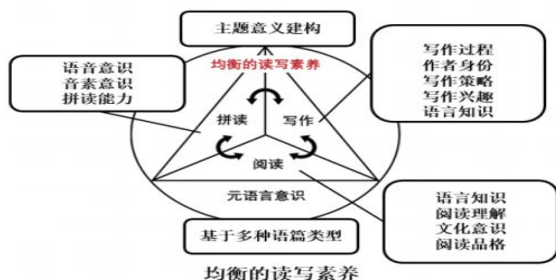 主题意义建构
均衡的读写素养
语音意识
音素意识
拼读能力
写作过程
作者身份
写作策略
写作兴趣
语言知识
拼读
写作
阅读
元语言意识
语言知识
阅读理解
文化意识
阅读品格
基于多种语篇类型
均衡的读写素养